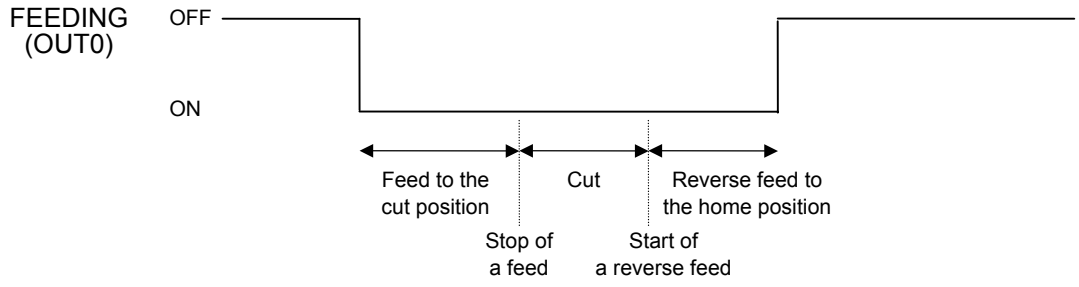 FEEDING
(OUT0)
OFF
ON
Feed to the
cut position
Cut
Reverse feed to
the home position
Stop of
a feed
Start of
a reverse feed